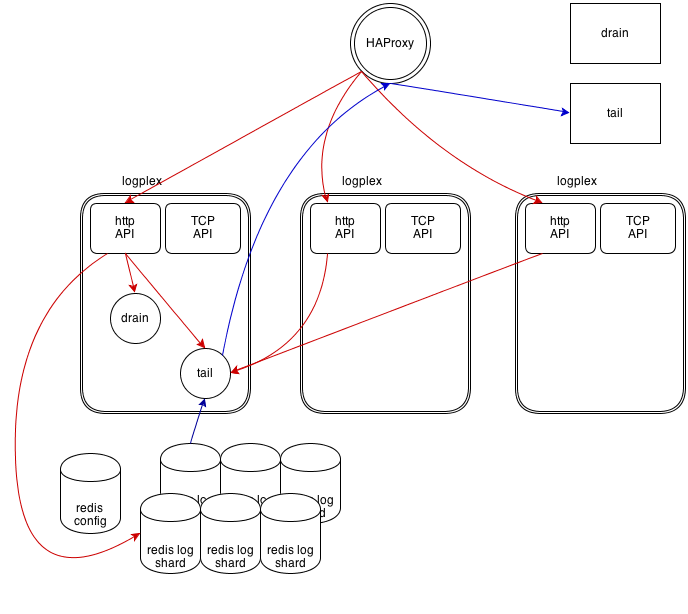 HAProxy
drain
tail
logplex
logplex
logplex
http
API
TCP
API
http
API
TCP
API
http
API
TCP
API
drain
tail
redis
config
log
redis log
shard
redis log
shard
redis log
shard